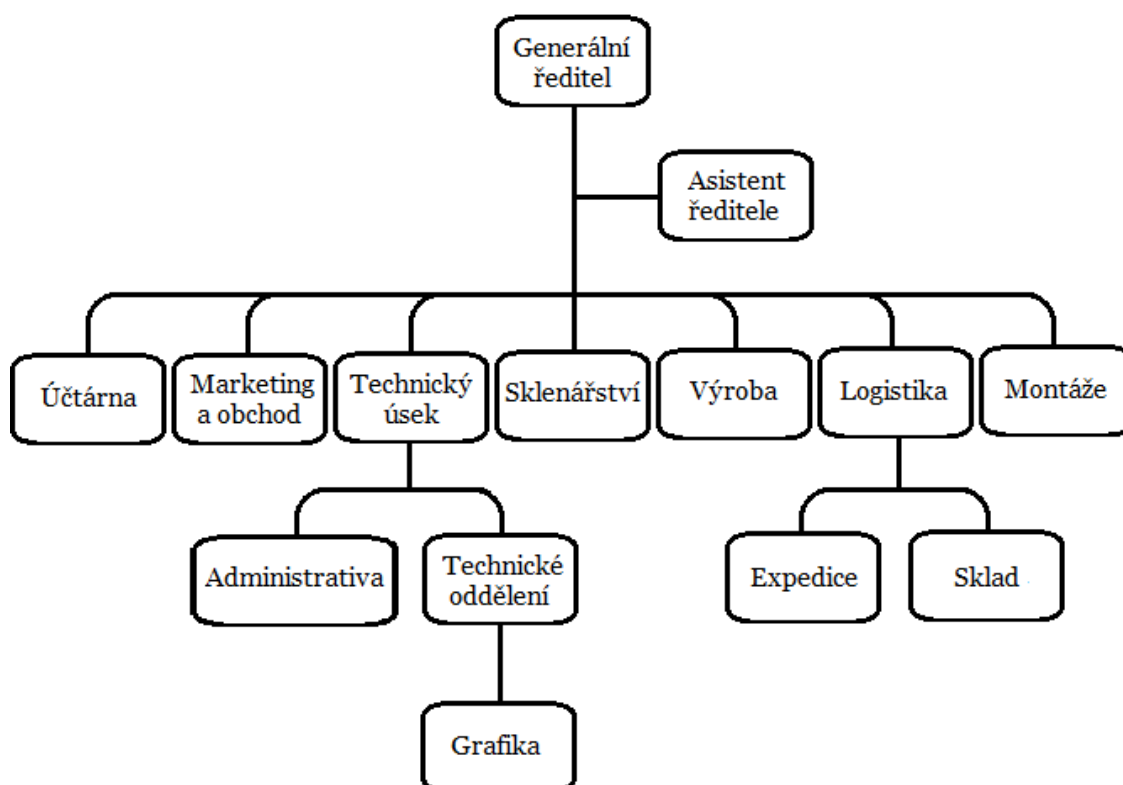 Generální
ředitel
Asistent
ředitele
Účtárna
Marketing
a obchod
Technický
úsek
Sklenářství
Výroba
Logistika
Montáže
Administrativa
Technické
oddělení
Expedice
Sklad
Grafika